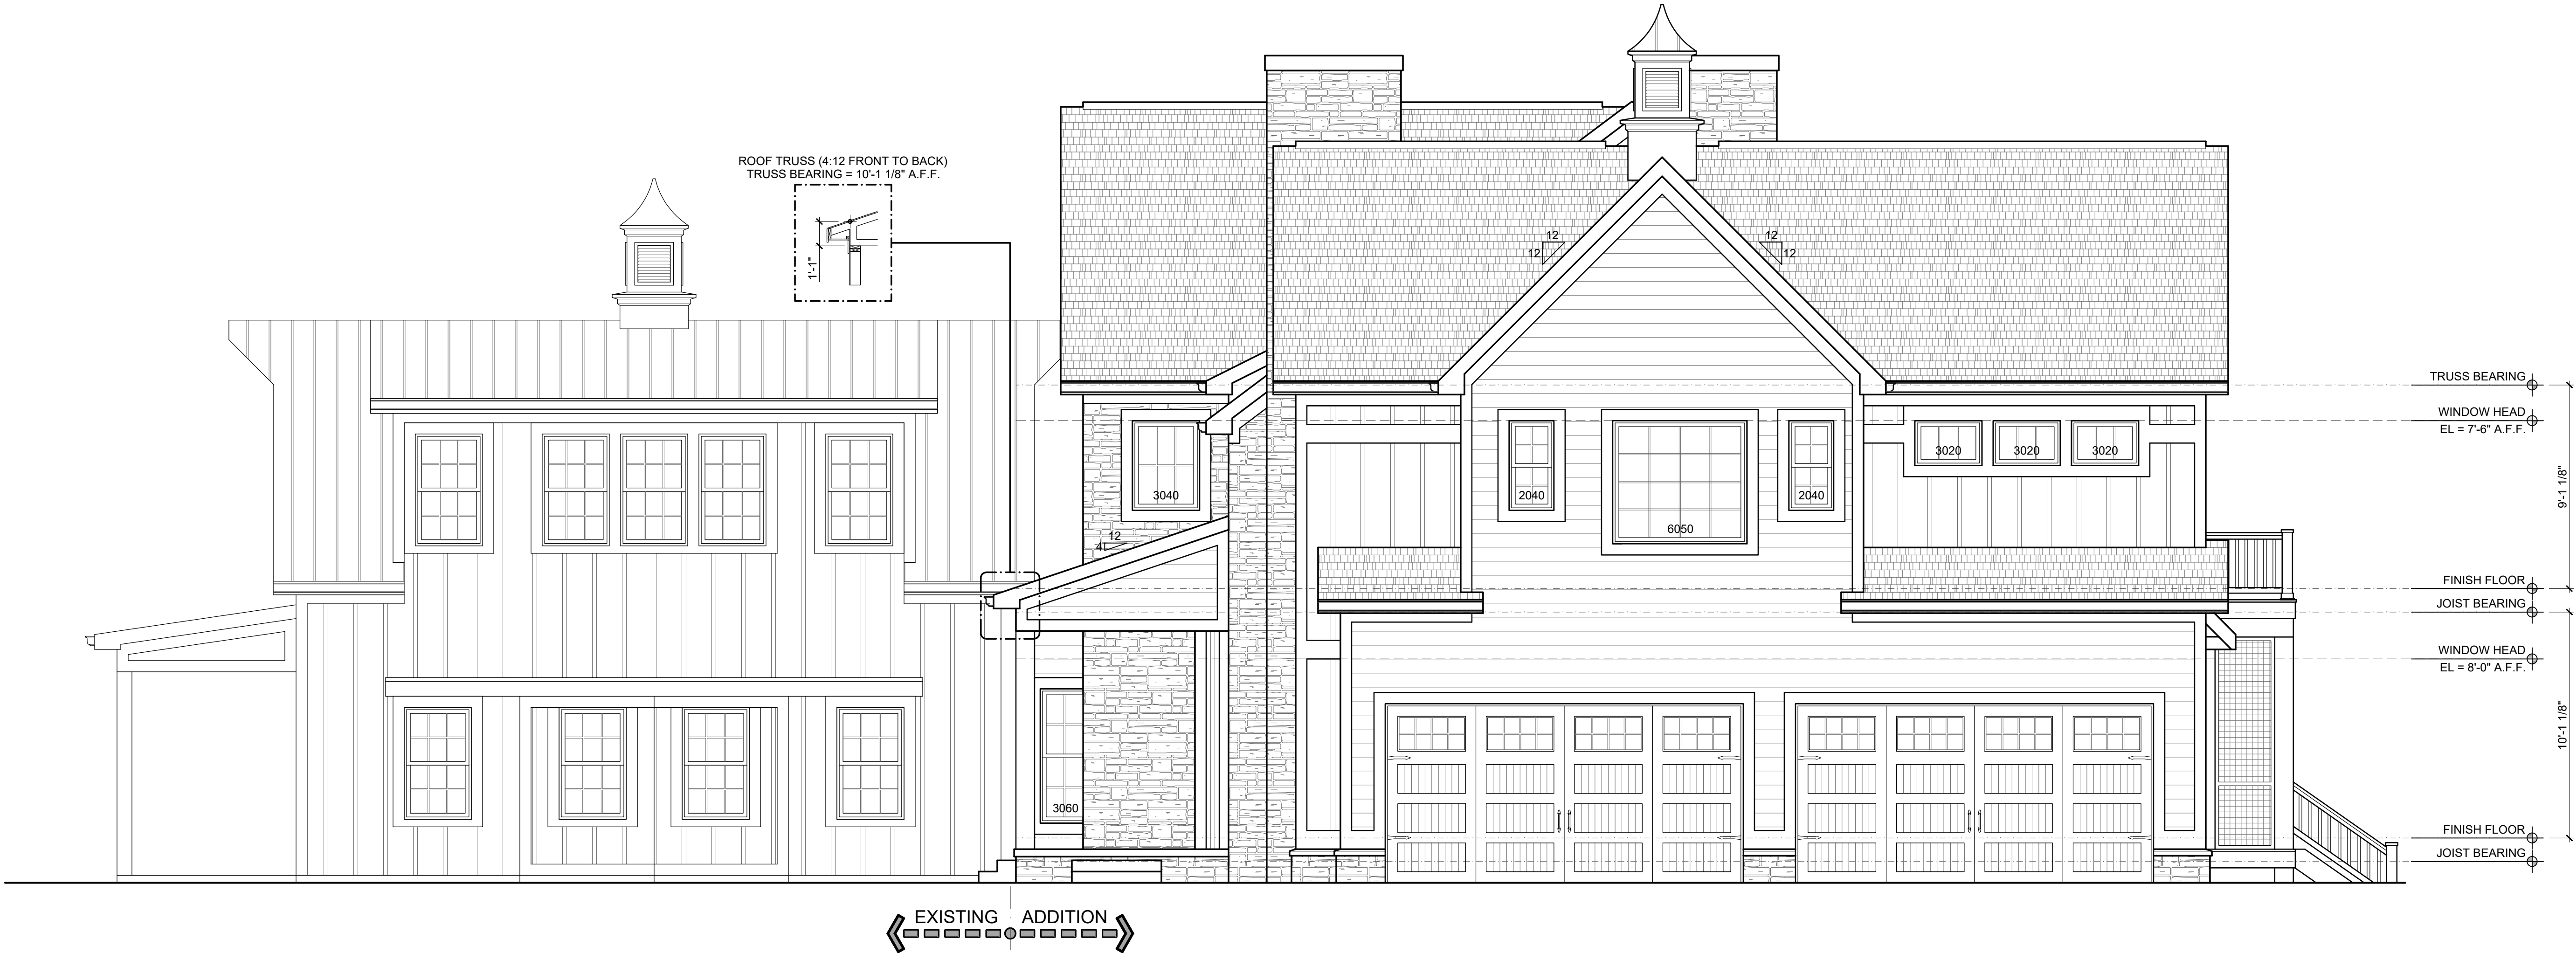 ROOF TRUSS (4:12 FRONT TO BACK)
TRUSS BEARING = 10'-1 1/8" A.F.F.
1'-1"
12
12
12
12
TRUSS BEARING
WINDOW HEAD
EL = 7'-6" A.F.F.
9'-1 1/8"
3040
2040
6050
2040
3020
3020
3020
12
4
FINISH FLOOR
JOIST BEARING
WINDOW HEAD
EL = 8'-0" A.F.F.
10'-1 1/8"
3060
FINISH FLOOR
JOIST BEARING
EXISTING ADDITION